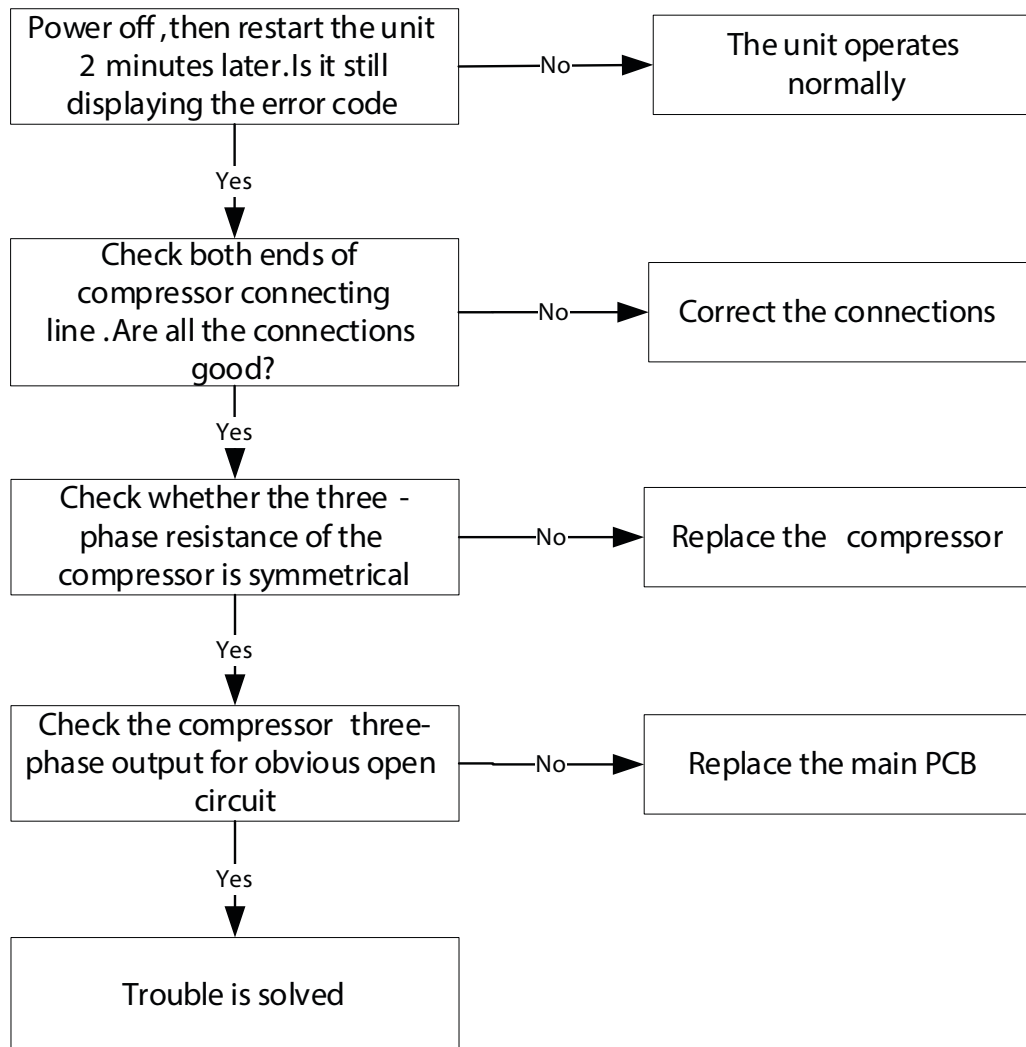 Power off ,then restart the unit
2 minutes later.Is it still
displaying the error code
No
The unit operates
normally
Yes
Check both ends of
compressor connecting
line .Are all the connections
good?
No
Correct the connections
Yes
Check whether the three -
phase resistance of the
compressor is symmetrical
No
Replace the compressor
Yes
Check the compressor three-
phase output for obvious open
circuit
No
Replace the main PCB
Yes
Trouble is solved